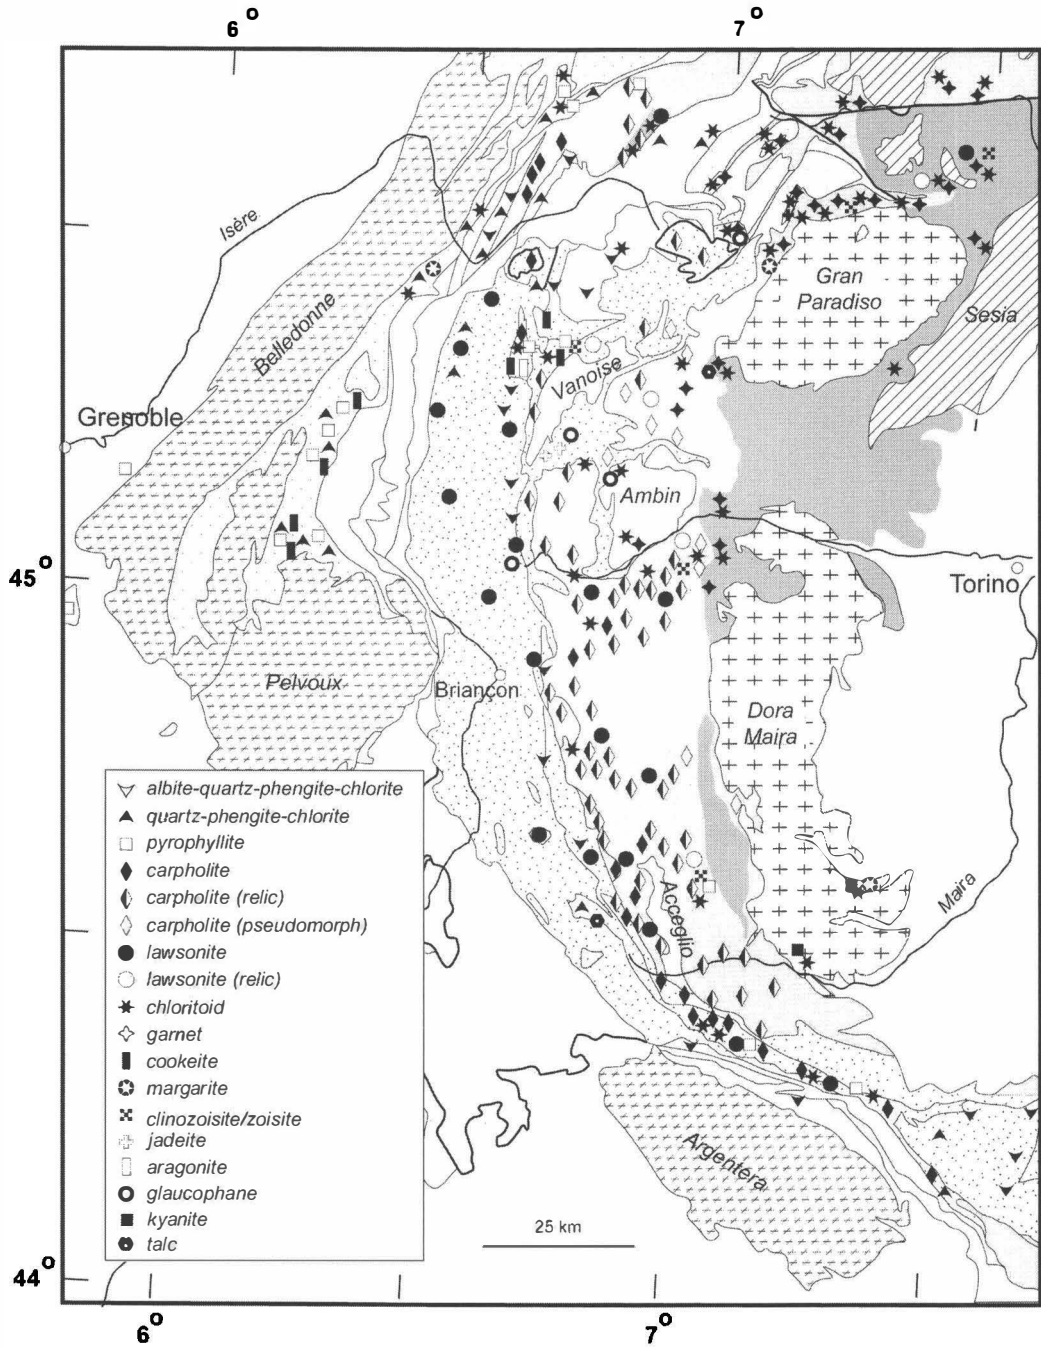 6°
7°
Isère
Gran
Paradiso
Sesia
Belledonne
Vanoise
Grenoble
Ambin
45°
Torino
Pelvoux
Briançon
Dora
Maira
albite-quartz-phengite-chlorite
quartz-phengite-chlorite
pyrophyllite
carpholite
carpholite (relic)
carpholite (pseudomorph)
lawsonite
lawsonite (relic)
chloritoid
garnet
cookeite
margarite
clinozoisite/zoisite
jadeite
aragonite
glaucophane
kyanite
talc
Acceglio
Maira
Argentera
25 km
44°
6°
7°